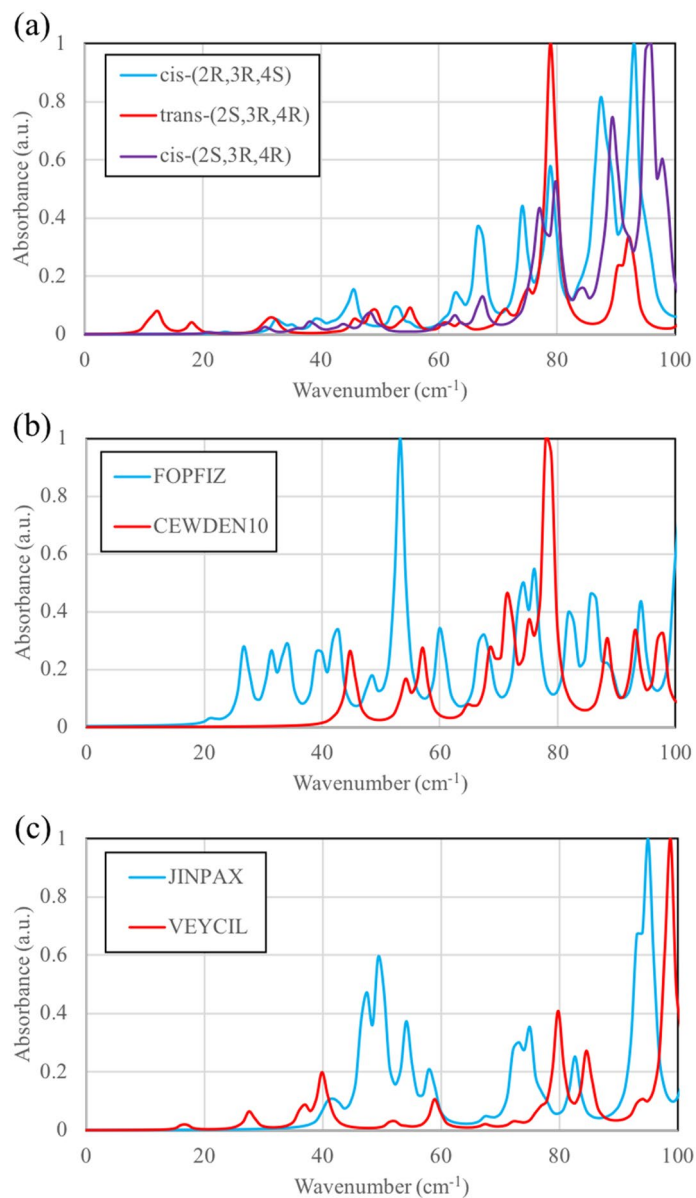 (a)
1
0.8
0.6
0.4
0.2
0
Absorbance (a.u.)
cis-(2R,3R,4S)
trans-(2S,3R,4R)
cis-(2S,3R,4R)
0 20 40 60 80 100
Wavenumber (cm⁻¹)
(b)
1
0.8
0.6
0.4
0.2
0
Absorbance (a.u.)
FOPFIZ
CEWDEN10
0 20 40 60 80 100
Wavenumber (cm⁻¹)
(c)
1
0.8
0.6
0.4
0.2
0
Absorbance (a.u.)
JINPAX
VEYCIL
0 20 40 60 80 100
Wavenumber (cm⁻¹)